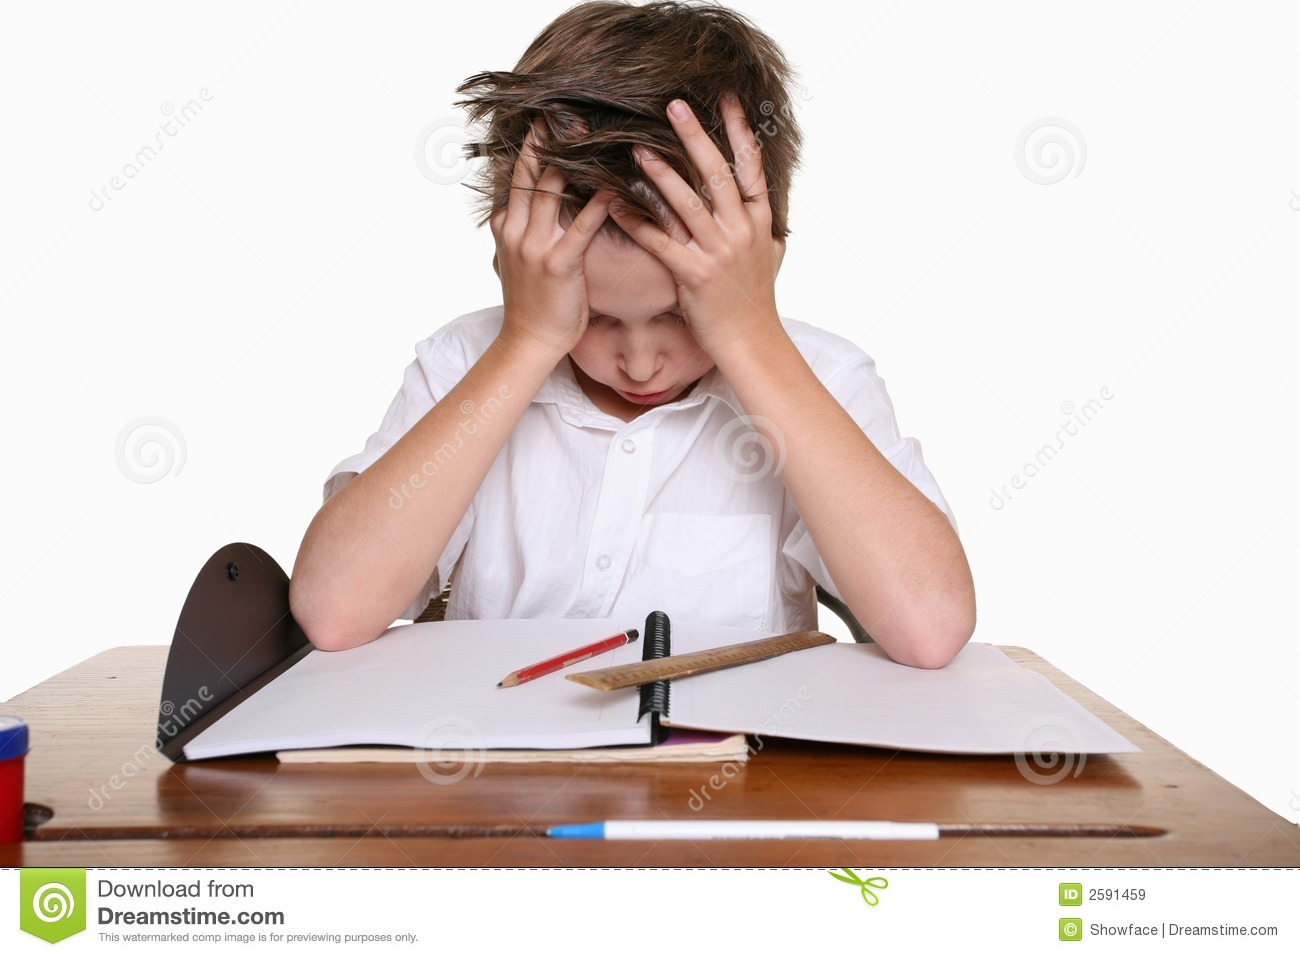 dreamstime
dreamstime
dreamstime
dreamstime
dreamstime
dreamstime
dreamstime
Download from
Dreamstime.com
This watermarked comp image is for previewing purposes only.
ID 2591459
© Showface | Dreamstime.com